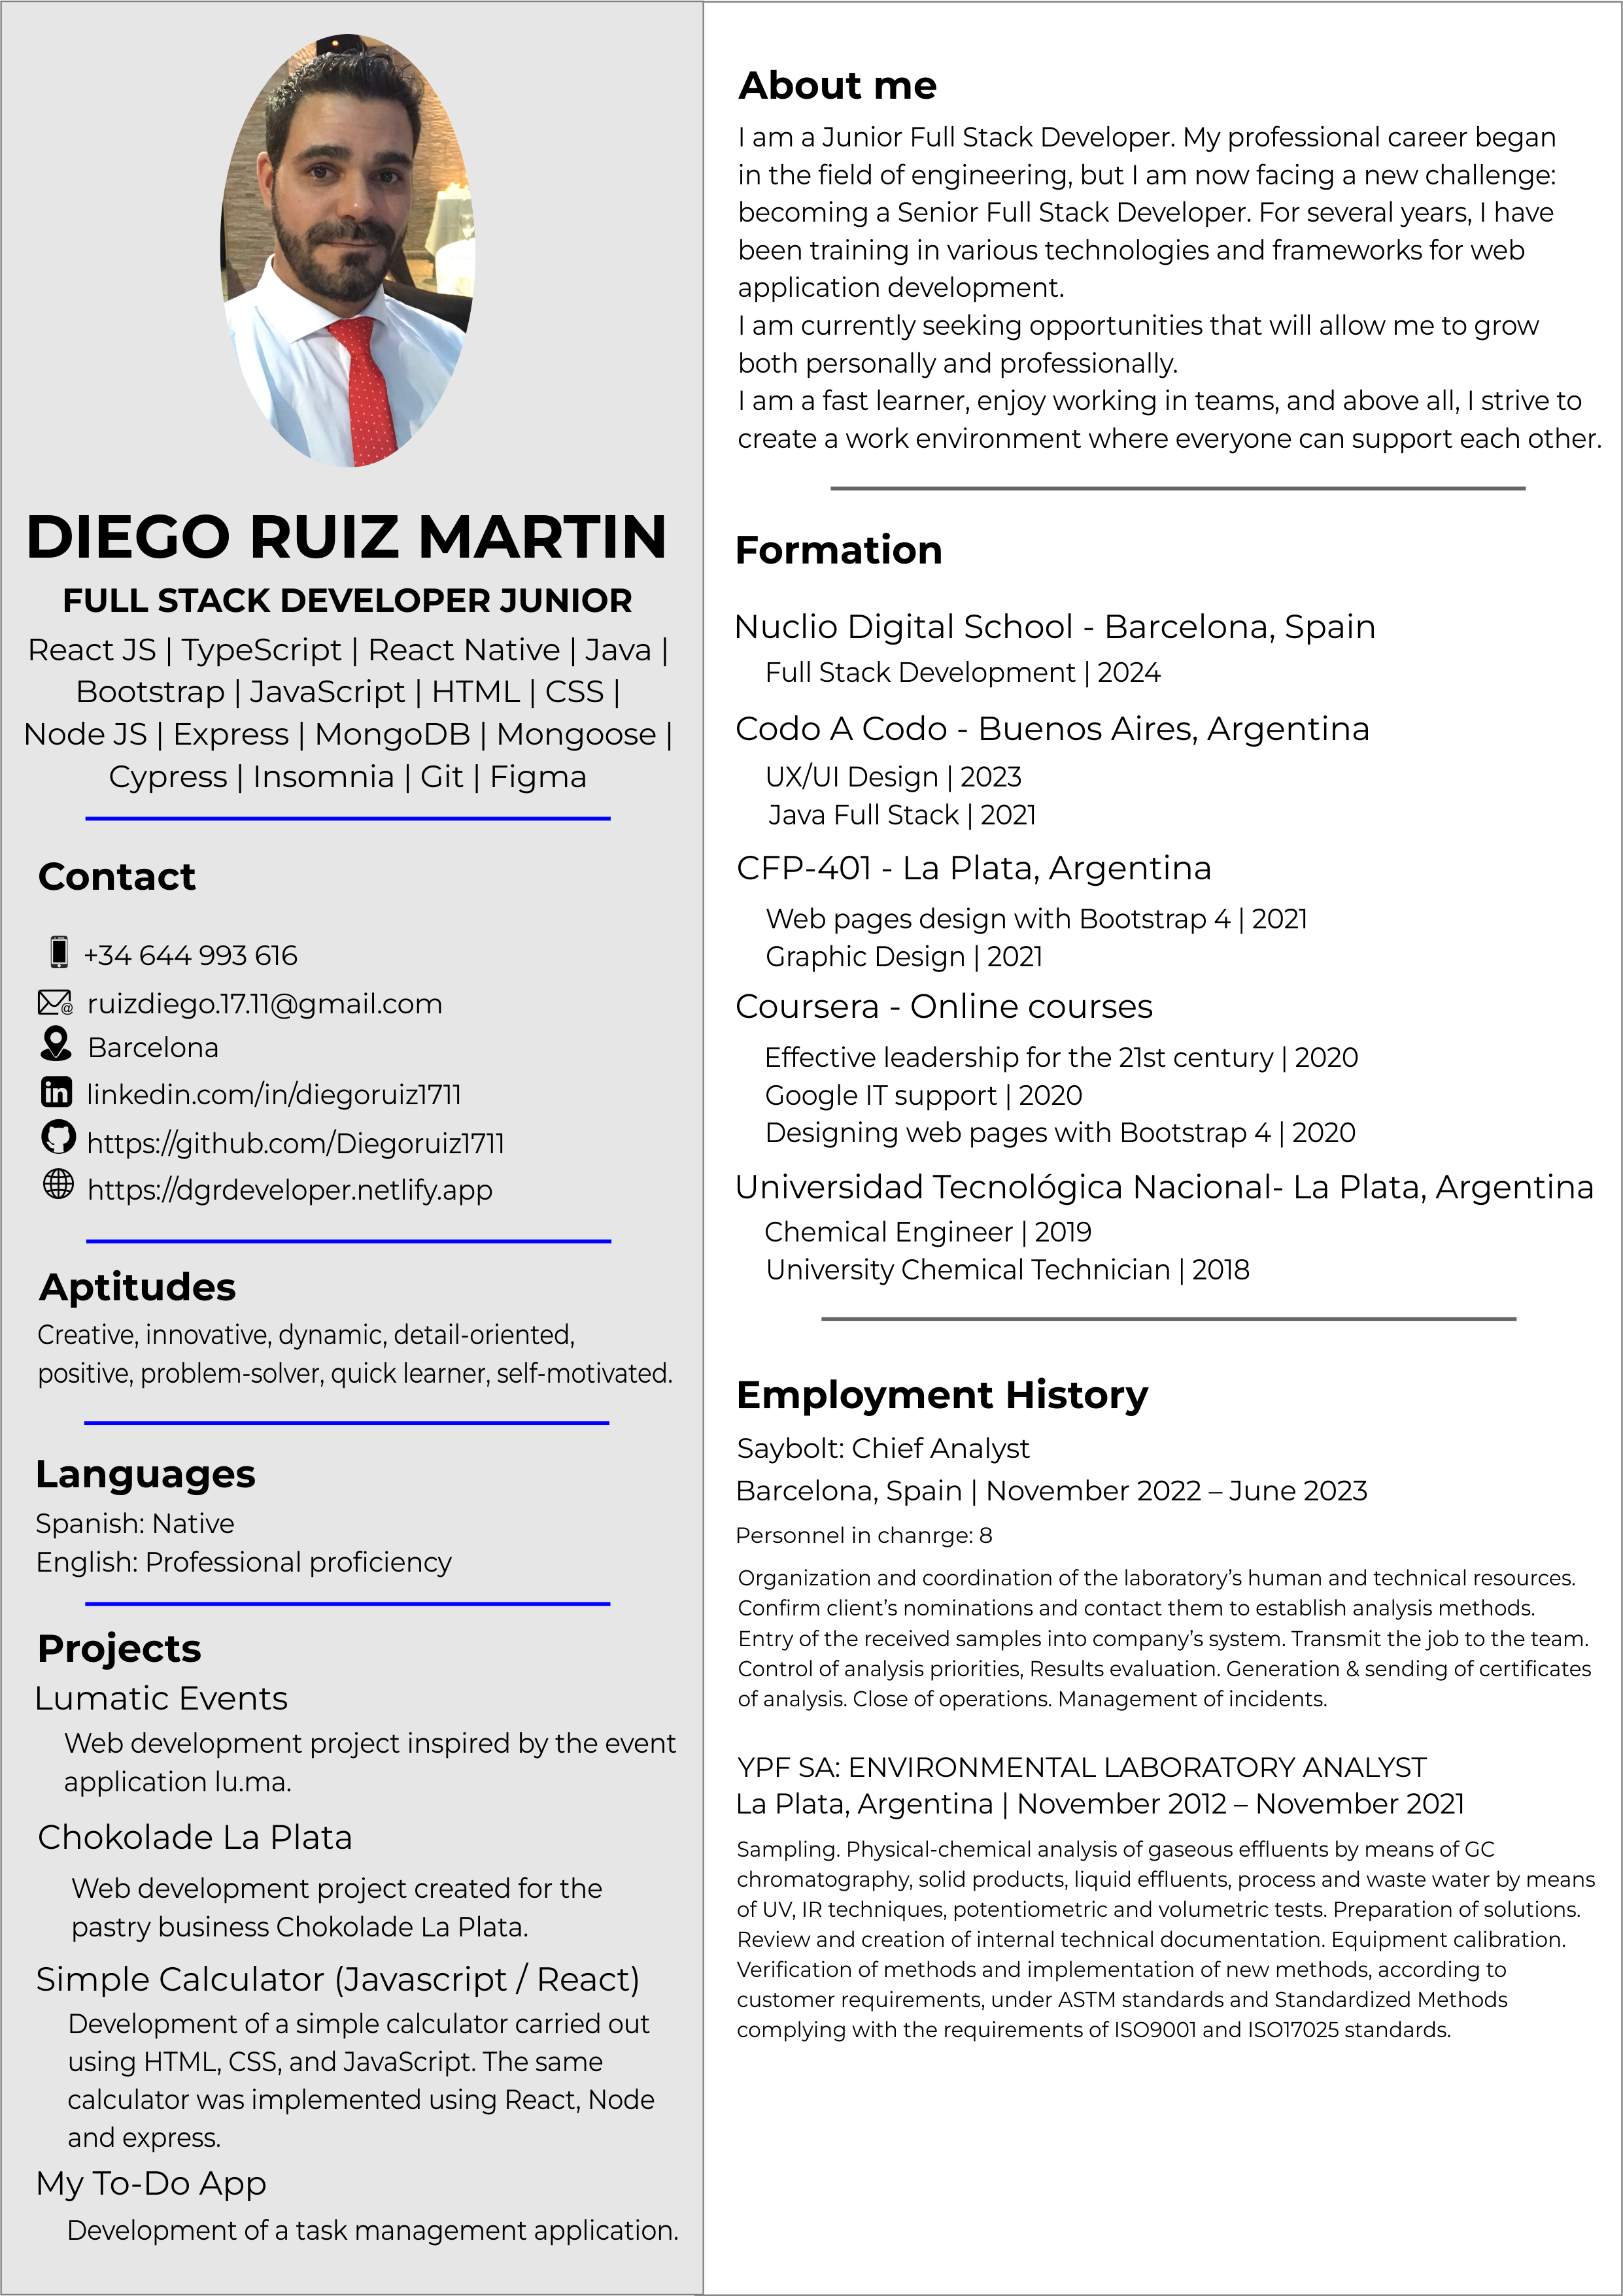 DIEGO RUIZ MARTIN
FULL STACK DEVELOPER JUNIOR
React JS | TypeScript | React Native | Java |
Bootstrap | JavaScript | HTML | CSS |
Node JS | Express | MongoDB | Mongoose |
Cypress | Insomnia | Git | Figma
Contact
+34 644 993 616
ruizdiego.17.11@gmail.com
Barcelona
linkedin.com/in/diegoruiz1711
https://github.com/Diegoruiz1711
https://dgrdeveloper.netlify.app
Aptitudes
Creative, innovative, dynamic, detail-oriented,
positive, problem-solver, quick learner, self-motivated.
Languages
Spanish: Native
English: Professional proficiency
Projects
Lumatic Events
Web development project inspired by the event
application lu.ma.
Chokolade La Plata
Web development project created for the
pastry business Chokolade La Plata.
Simple Calculator (Javascript / React)
Development of a simple calculator carried out
using HTML, CSS, and JavaScript. The same
calculator was implemented using React, Node
and express.
My To-Do App
Development of a task management application.
About me
I am a Junior Full Stack Developer. My professional career began
in the field of engineering, but I am now facing a new challenge:
becoming a Senior Full Stack Developer. For several years, I have
been training in various technologies and frameworks for web
application development.
I am currently seeking opportunities that will allow me to grow
both personally and professionally.
I am a fast learner, enjoy working in teams, and above all, I strive to
create a work environment where everyone can support each other.
Formation
Nuclio Digital School - Barcelona, Spain
Full Stack Development | 2024
Codo A Codo - Buenos Aires, Argentina
UX/UI Design | 2023
Java Full Stack | 2021
CFP-401 - La Plata, Argentina
Web pages design with Bootstrap 4 | 2021
Graphic Design | 2021
Coursera - Online courses
Effective leadership for the 21st century | 2020
Google IT support | 2020
Designing web pages with Bootstrap 4 | 2020
Universidad Tecnológica Nacional- La Plata, Argentina
Chemical Engineer | 2019
University Chemical Technician | 2018
Employment History
Saybolt: Chief Analyst
Barcelona, Spain | November 2022 – June 2023
Personnel in chanrge: 8
Organization and coordination of the laboratory’s human and technical resources.
Confirm client’s nominations and contact them to establish analysis methods.
Entry of the received samples into company’s system. Transmit the job to the team.
Control of analysis priorities, Results evaluation. Generation & sending of certificates
of analysis. Close of operations. Management of incidents.
YPF SA: ENVIRONMENTAL LABORATORY ANALYST
La Plata, Argentina | November 2012 – November 2021
Sampling. Physical-chemical analysis of gaseous effluents by means of GC
chromatography, solid products, liquid effluents, process and waste water by means
of UV, IR techniques, potentiometric and volumetric tests. Preparation of solutions.
Review and creation of internal technical documentation. Equipment calibration.
Verification of methods and implementation of new methods, according to
customer requirements, under ASTM standards and Standardized Methods
complying with the requirements of ISO9001 and ISO17025 standards.